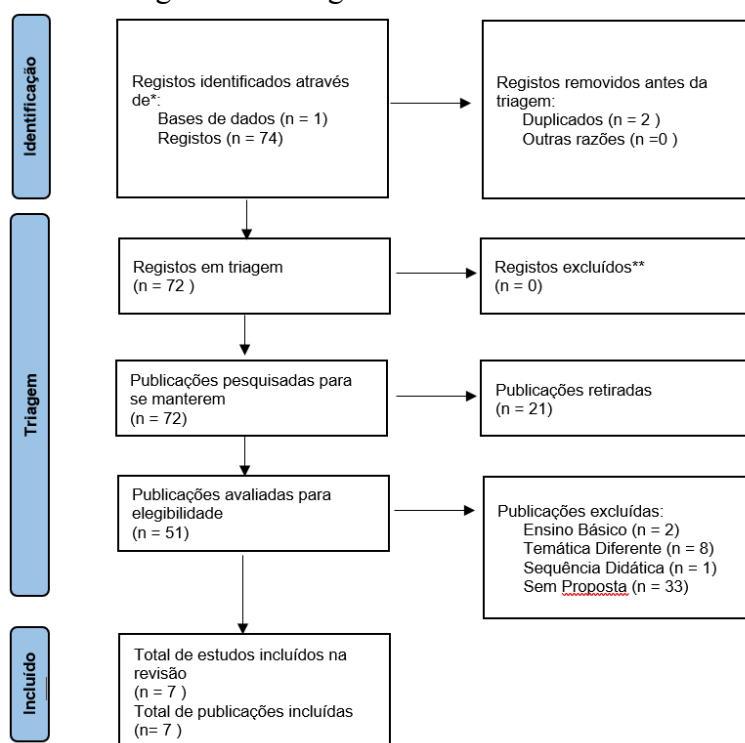 Identificação
Registos identificados através
de*:
Bases de dados (n = 1)
Registos (n = 74)
Registos removidos antes da
triagem:
Duplicados (n = 2 )
Outras razões (n =0 )
Triagem
Registos em triagem
(n = 72 )
Registos excluídos**
(n = 0)
Publicações pesquisadas para
se manterem
(n = 72)
Publicações retiradas
(n = 21)
Publicações avaliadas para
elegibilidade
(n = 51)
Publicações excluídas:
Ensino Básico (n = 2)
Temática Diferente (n = 8)
Sequência Didática (n = 1)
Sem Proposta (n = 33)
Incluído
Total de estudos incluídos na
revisão
(n = 7 )
Total de publicações incluídas
(n= 7 )